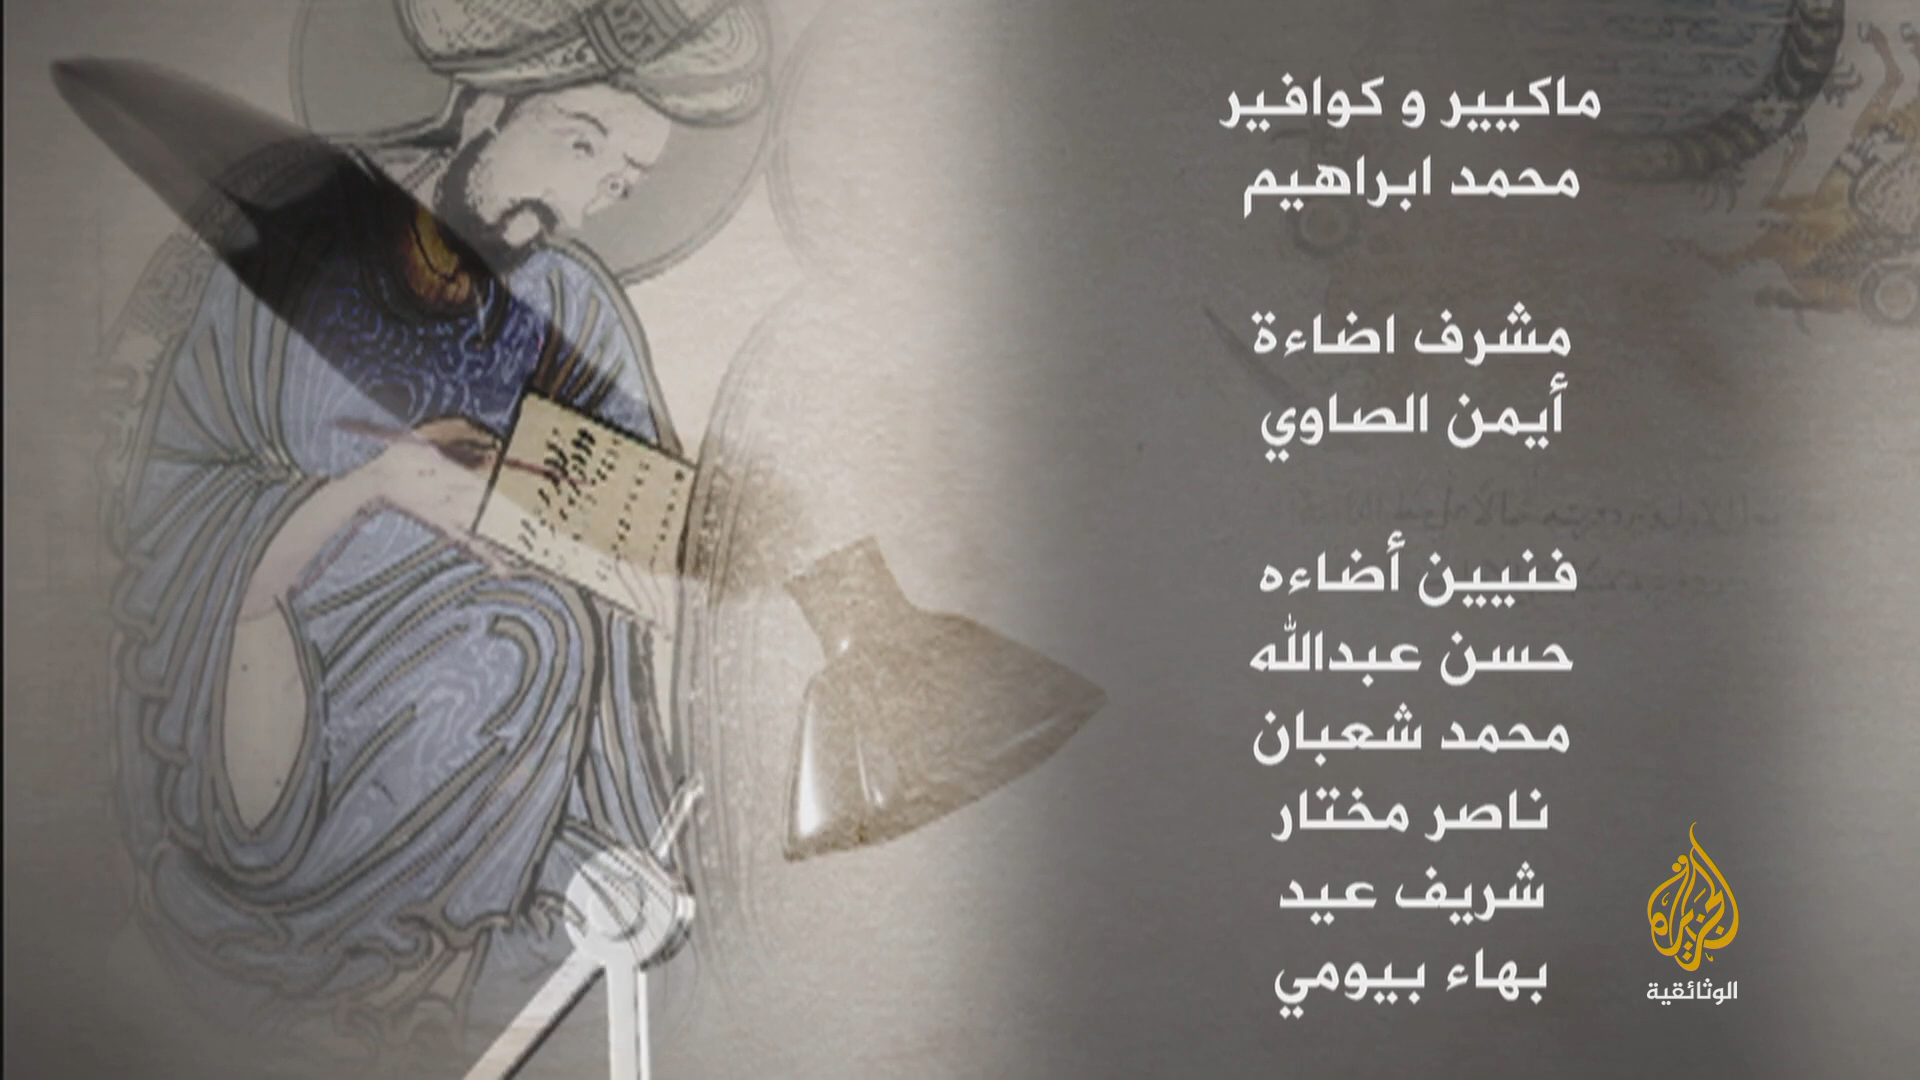 ماكيير و كوافير
محمد ابراهيم
مشرف اضاءة
أيمن الصاوي
فنيين أضاءه
حسن عبدالله
محمد شعبان
ناصر مختار
شريف عيد
بهاء بيومي
الجزيرة
الوثائقية